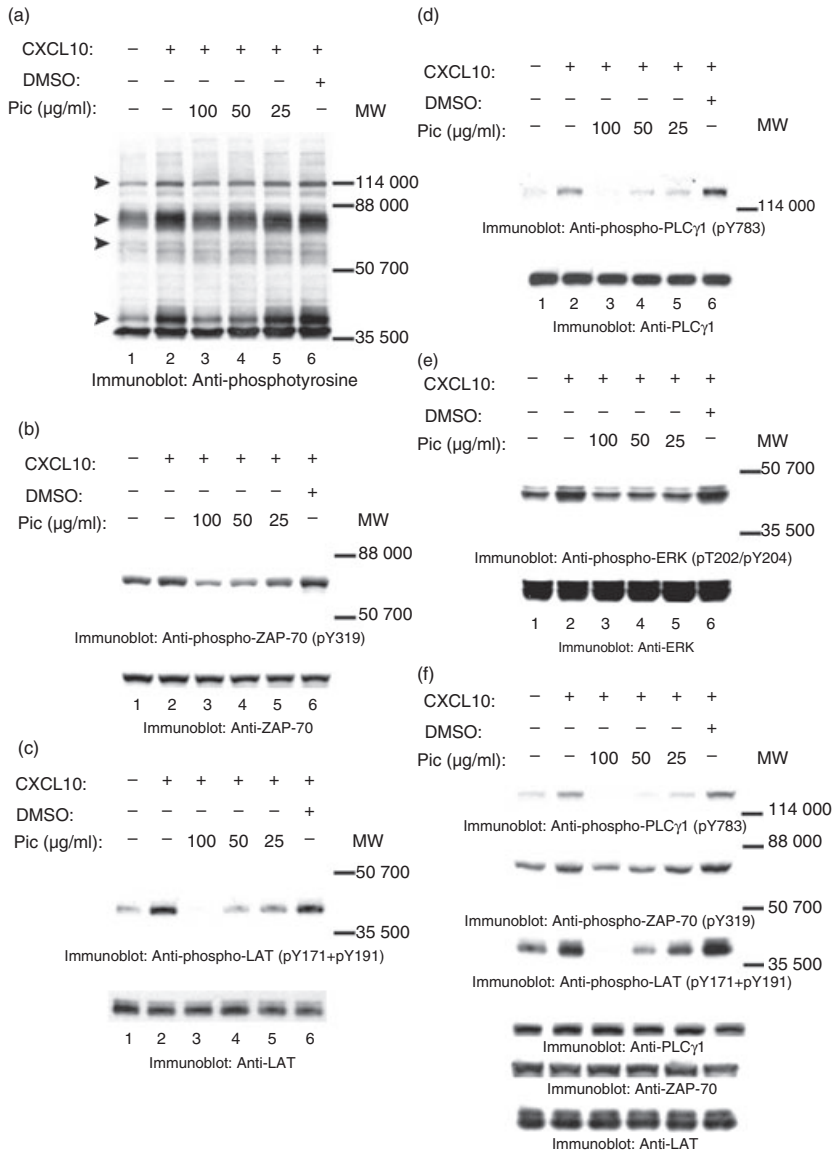 (a)
CXCL10: – + + + + +
DMSO: – – – – – +
Pic (µg/ml): – – 100 50 25 – MW
114 000
88 000
50 700
35 500
1 2 3 4 5 6
Immunoblot: Anti-phosphotyrosine
(b)
CXCL10: – + + + + +
DMSO: – – – – – +
Pic (µg/ml): – – 100 50 25 – MW
88 000
50 700
Immunoblot: Anti-phospho-ZAP-70 (pY319)
1 2 3 4 5 6
Immunoblot: Anti-ZAP-70
(c)
CXCL10: – + + + + +
DMSO: – – – – – +
Pic (µg/ml): – – 100 50 25 – MW
50 700
35 500
Immunoblot: Anti-phospho-LAT (pY171+pY191)
1 2 3 4 5 6
Immunoblot: Anti-LAT
(d)
CXCL10: – + + + + +
DMSO: – – – – – +
Pic (µg/ml): – – 100 50 25 – MW
114 000
Immunoblot: Anti-phospho-PLCγ1 (pY783)
1 2 3 4 5 6
Immunoblot: Anti-PLCγ1
(e)
CXCL10: – + + + + +
DMSO: – – – – – +
Pic (µg/ml): – – 100 50 25 – MW
50 700
35 500
Immunoblot: Anti-phospho-ERK (pT202/pY204)
1 2 3 4 5 6
Immunoblot: Anti-ERK
(f)
CXCL10: – + + + + +
DMSO: – – – – – +
Pic (µg/ml): – – 100 50 25 – MW
114 000
Immunoblot: Anti-phospho-PLCγ1 (pY783)
88 000
50 700
Immunoblot: Anti-phospho-ZAP-70 (pY319)
35 500
Immunoblot: Anti-phospho-LAT (pY171+pY191)
Immunoblot: Anti-PLCγ1
Immunoblot: Anti-ZAP-70
Immunoblot: Anti-LAT